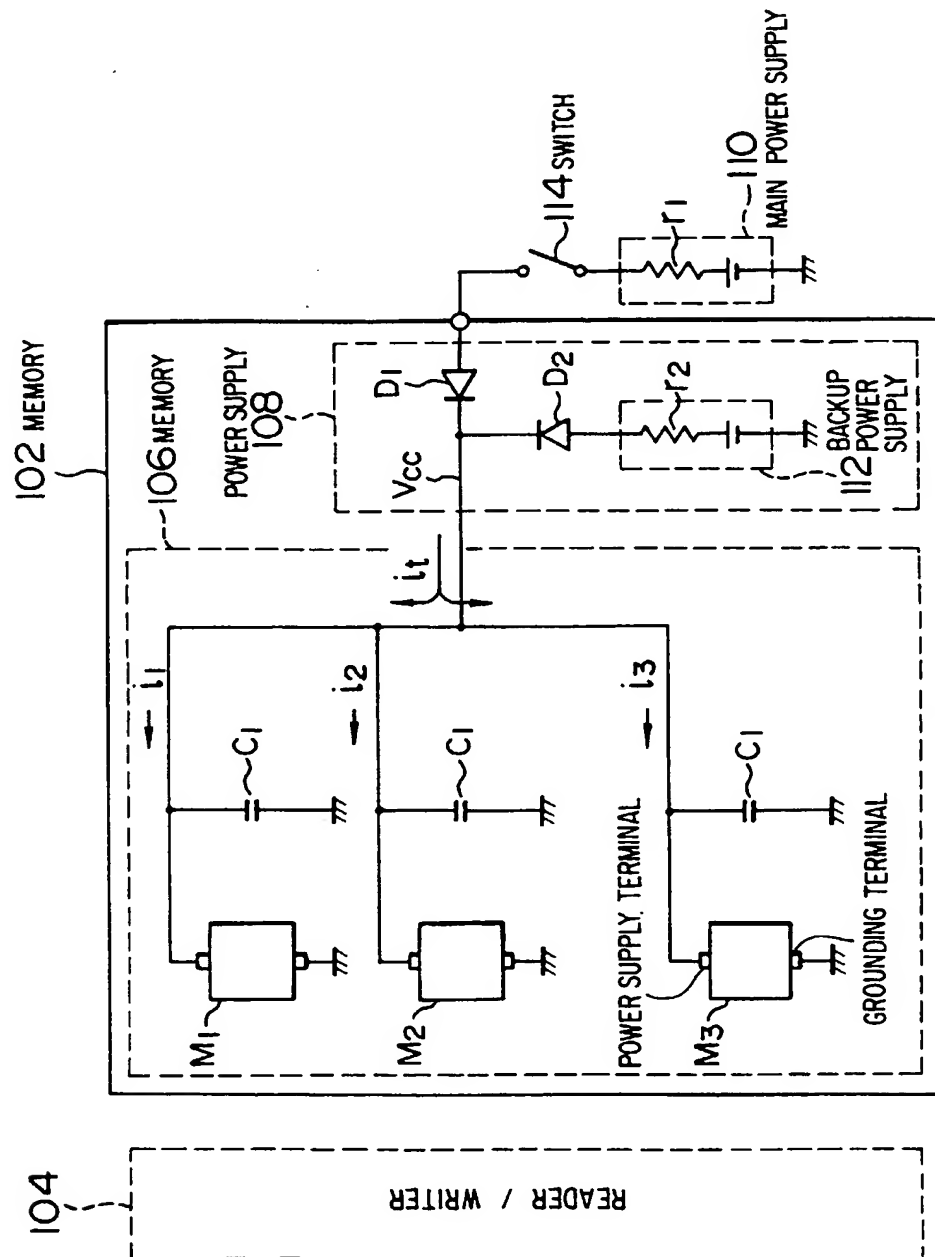 102 MEMORY
106 MEMORY
POWER SUPPLY
108
114 SWITCH
r1
110
MAIN POWER SUPPLY
D1
D2
r2
112 BACKUP
POWER
SUPPLY
Vcc
it
i1
i2
i3
C1
C1
C1
M1
M2
M3
POWER SUPPLY. TERMINAL
GROUNDING TERMINAL
104
READER / WRITER